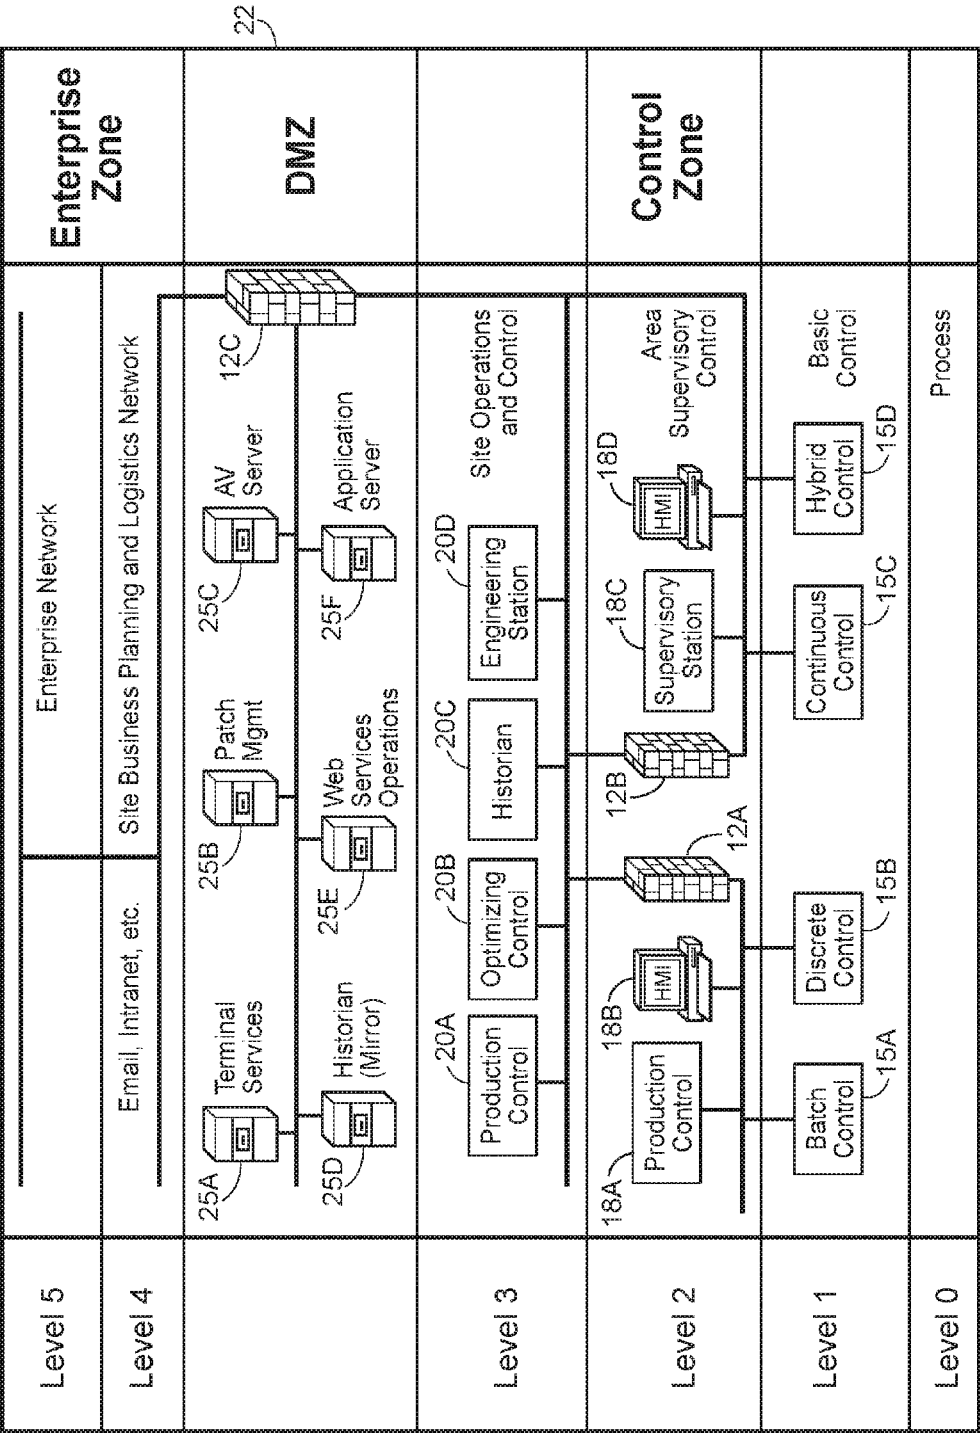 22
Level 5
Enterprise Network
Enterprise
Zone
Level 4
Email, Intranet, etc.
Site Business Planning and Logistics Network
25A
Terminal
Services
25B
Patch
Mgmt
25C
AV
Server
12C
DMZ
25D
Historian
(Mirror)
25E
Web
Services
Operations
25F
Application
Server
Level 3
20A
Production
Control
20B
Optimizing
Control
20C
Historian
20D
Engineering
Station
Site Operations
and Control
Level 2
18A
Production
Control
18B
HMI
12A
12B
18C
Supervisory
Station
18D
HMI
Area
Supervisory
Control
Control
Zone
Level 1
Batch
Control
15A
Discrete
Control
15B
Continuous
Control
15C
Hybrid
Control
15D
Basic
Control
Level 0
Process